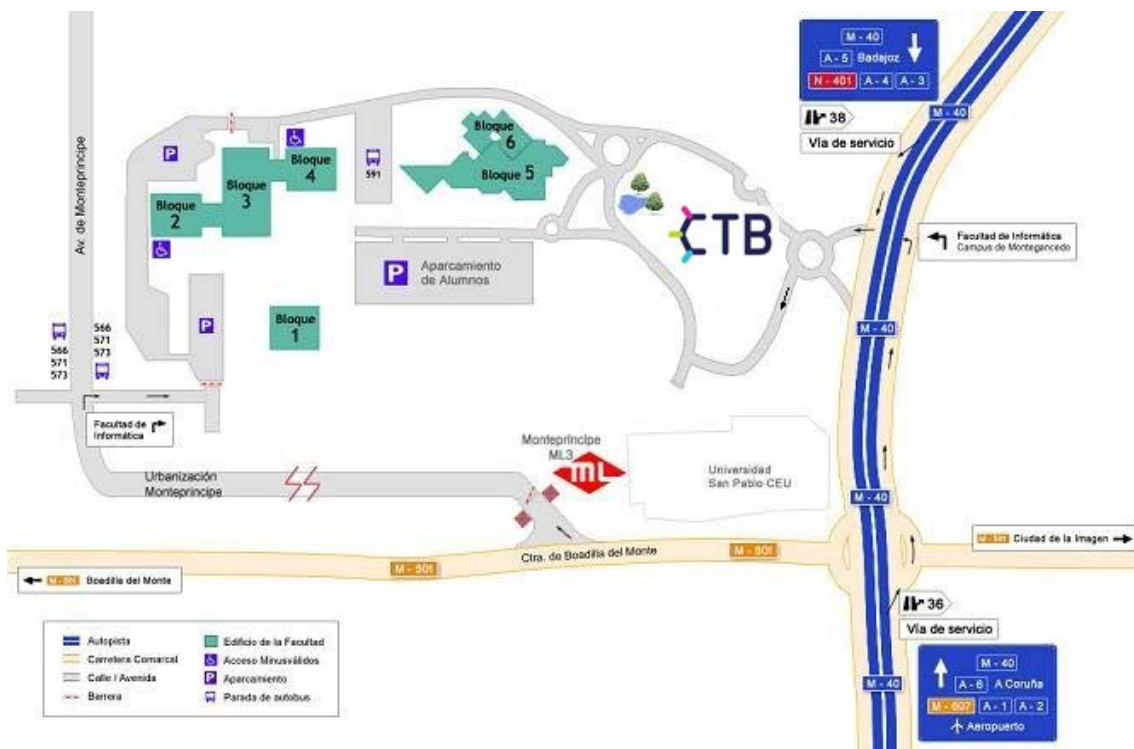 M - 40
A - 5 Badajoz
N - 401 A - 4 A - 3
38
Vía de servicio
M - 40
Facultad de Informática
Campus de Montegancedo
M - 40
M - 40
Av. de Monteprincipe
P
Bloque
2
Bloque
3
Bloque
4
591
Bloque
6
Bloque 5
CTB
P
Aparcamiento
de Alumnos
P
Bloque
1
566
571
573
566
571
573
Facultad de
Informática
Urbanización
Monteprincipe
Montepríncipe
ML3
ML
Universidad
San Pablo CEU
Ctra. de Boadilla del Monte
M - 501
M - 501
M - 501 Boadilla del Monte
M - 501 Ciudad de la Imagen
36
Vía de servicio
M - 40
M - 40
A - 6 A Coruña
M - 607 A - 1 A - 2
Aeropuerto
Autopista
Carretera Comarcal
Calle / Avenida
Barrera
Edificio de la Facultad
Acceso Minusválidos
P Aparcamiento
Parada de autobus